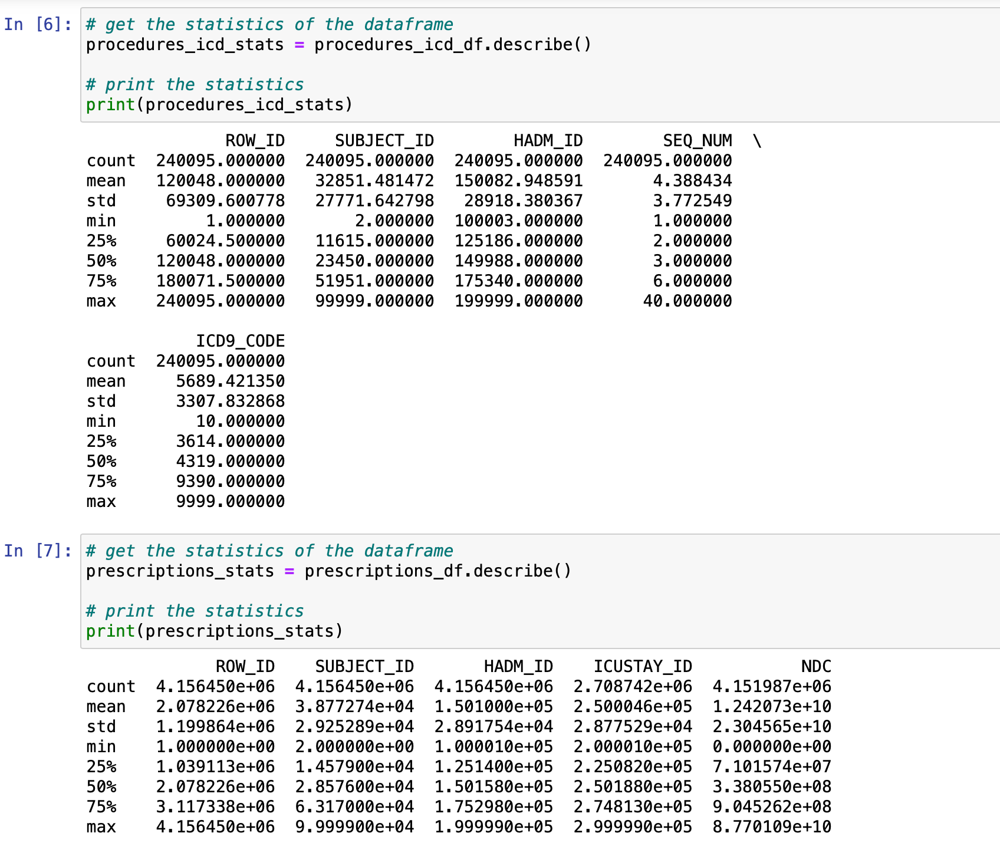 In [6]: # get the statistics of the dataframe
procedures_icd_stats = procedures_icd_df.describe()
# print the statistics
print(procedures_icd_stats)
ROW_ID SUBJECT_ID HADM_ID SEQ_NUM \
count 240095.000000 240095.000000 240095.000000 240095.000000
mean 120048.000000 32851.481472 150082.948591 4.388434
std 69309.600778 27771.642798 28918.380367 3.772549
min 1.000000 2.000000 100003.000000 1.000000
25% 60024.500000 11615.000000 125186.000000 2.000000
50% 120048.000000 23450.000000 149988.000000 3.000000
75% 180071.500000 51951.000000 175340.000000 6.000000
max 240095.000000 99999.000000 199999.000000 40.000000
ICD9_CODE
count 240095.000000
mean 5689.421350
std 3307.832868
min 10.000000
25% 3614.000000
50% 4319.000000
75% 9390.000000
max 9999.000000
In [7]: # get the statistics of the dataframe
prescriptions_stats = prescriptions_df.describe()
# print the statistics
print(prescriptions_stats)
ROW_ID SUBJECT_ID HADM_ID ICUSTAY_ID NDC
count 4.156450e+06 4.156450e+06 4.156450e+06 2.708742e+06 4.151987e+06
mean 2.078226e+06 3.877274e+04 1.501000e+05 2.500046e+05 1.242073e+10
std 1.199864e+06 2.925289e+04 2.891754e+04 2.877529e+04 2.304565e+10
min 1.000000e+00 2.000000e+00 1.000010e+05 2.000010e+05 0.000000e+00
25% 1.039113e+06 1.457900e+04 1.251400e+05 2.250820e+05 7.101574e+07
50% 2.078226e+06 2.857600e+04 1.501580e+05 2.501880e+05 3.380550e+08
75% 3.117338e+06 6.317000e+04 1.752980e+05 2.748130e+05 9.045262e+08
max 4.156450e+06 9.999900e+04 1.999990e+05 2.999990e+05 8.770109e+10